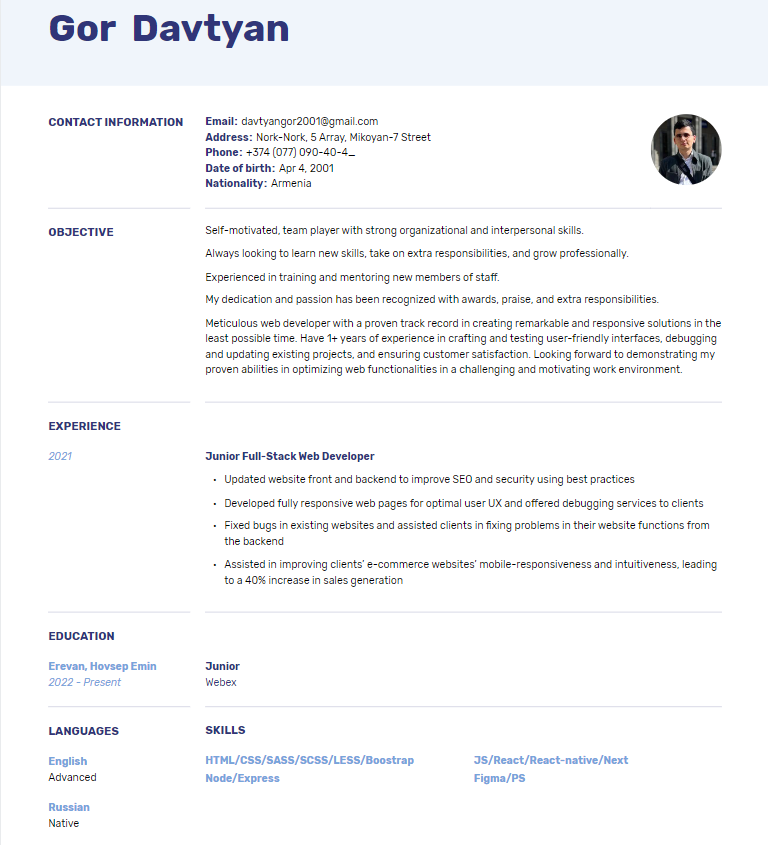 Gor Davtyan
CONTACT INFORMATION
Email: davtyangor2001@gmail.com
Address: Nork-Nork, 5 Array, Mikoyan-7 Street
Phone: +374 (077) 090-40-4_
Date of birth: Apr 4, 2001
Nationality: Armenia
OBJECTIVE
Self-motivated, team player with strong organizational and interpersonal skills.
Always looking to learn new skills, take on extra responsibilities, and grow professionally.
Experienced in training and mentoring new members of staff.
My dedication and passion has been recognized with awards, praise, and extra responsibilities.
Meticulous web developer with a proven track record in creating remarkable and responsive solutions in the
least possible time. Have 1+ years of experience in crafting and testing user-friendly interfaces, debugging
and updating existing projects, and ensuring customer satisfaction. Looking forward to demonstrating my
proven abilities in optimizing web functionalities in a challenging and motivating work environment.
EXPERIENCE
2021
Junior Full-Stack Web Developer
• Updated website front and backend to improve SEO and security using best practices
• Developed fully responsive web pages for optimal user UX and offered debugging services to clients
• Fixed bugs in existing websites and assisted clients in fixing problems in their website functions from
the backend
• Assisted in improving clients' e-commerce websites' mobile-responsiveness and intuitiveness, leading
to a 40% increase in sales generation
EDUCATION
Erevan, Hovsep Emin
2022 - Present
Junior
Webex
LANGUAGES
English
Advanced
Russian
Native
SKILLS
HTML/CSS/SASS/SCSS/LESS/Boostrap
JS/React/React-native/Next
Node/Express
Figma/PS